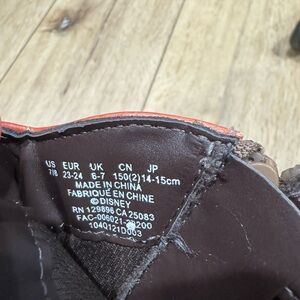 US EUR UK CN JP
7/8 23-24 6-7 150(2) 14-15cm
MADE IN CHINA
FABRIQUÉ EN CHINE
©DISNEY
RN 129896 CA 25083
FAC-006021-
1040121D003